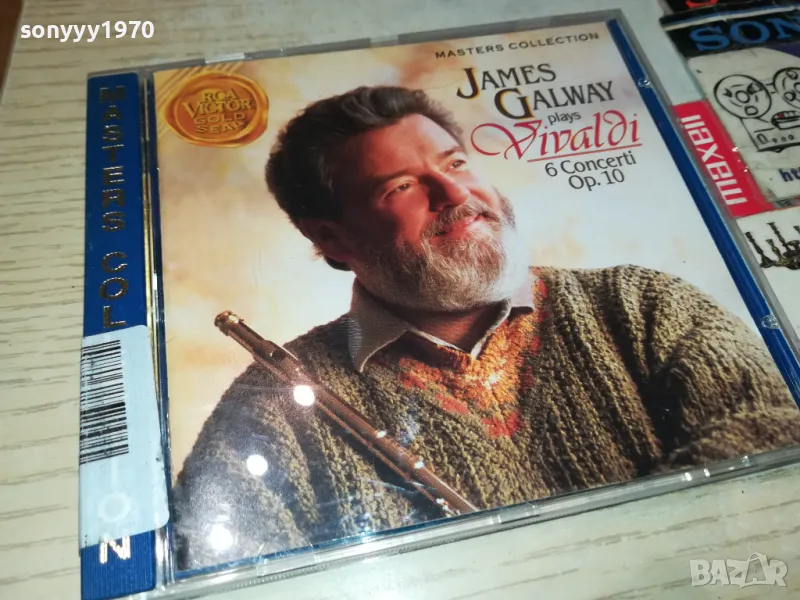 sonyyy1970
MASTERS COLLECTION
JAMES
GALWAY
plays
Vivaldi
6 Concerti
Op. 10
RCA
VICTOR
GOLD
SEAL
MASTERS COL
ION
SON
maxell
htt
BAZAR